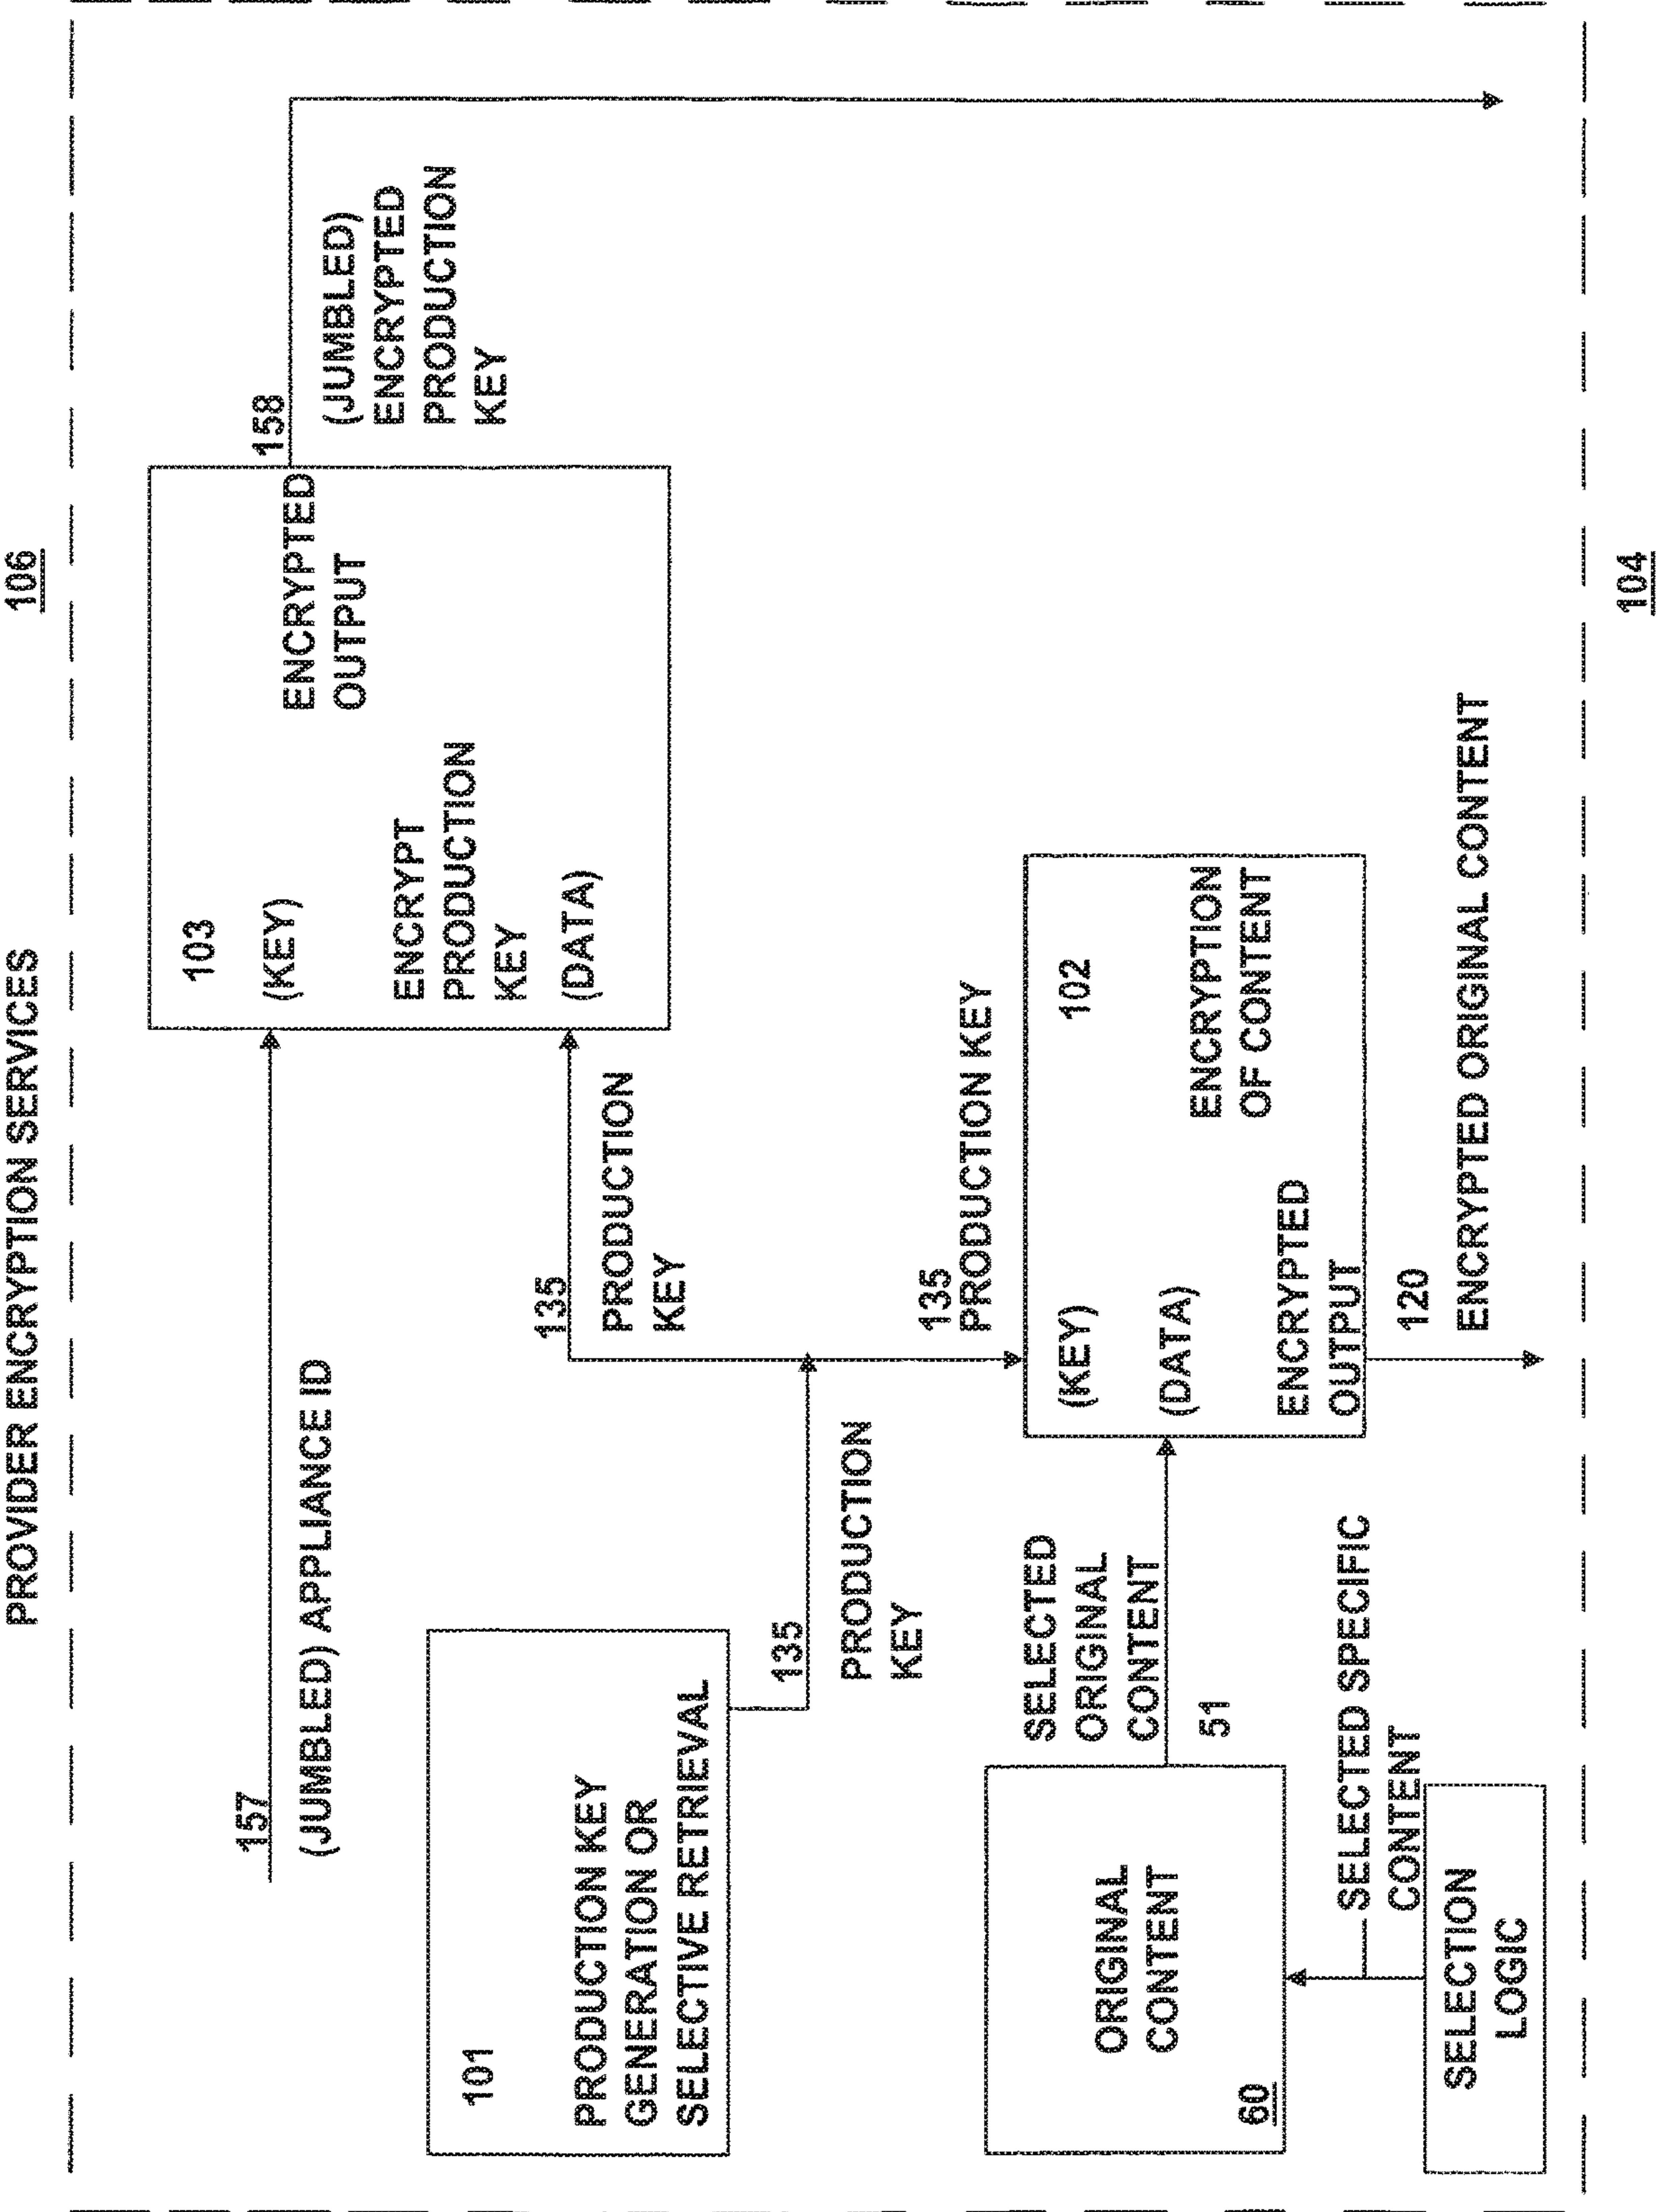 PROVIDER ENCRYPTION SERVICES
106
157
(JUMBLED) APPLIANCE ID
103
(KEY)
ENCRYPTED
OUTPUT
ENCRYPT
PRODUCTION
KEY
(DATA)
158
(JUMBLED)
ENCRYPTED
PRODUCTION
KEY
101
PRODUCTION KEY
GENERATION OR
SELECTIVE RETRIEVAL
135
PRODUCTION
KEY
135
PRODUCTION
KEY
135
PRODUCTION KEY
ORIGINAL
CONTENT
60
SELECTED
ORIGINAL
CONTENT
51
102
(KEY)
(DATA)
ENCRYPTION
OF CONTENT
ENCRYPTED
OUTPUT
SELECTED SPECIFIC
CONTENT
SELECTION
LOGIC
120
ENCRYPTED ORIGINAL CONTENT
104